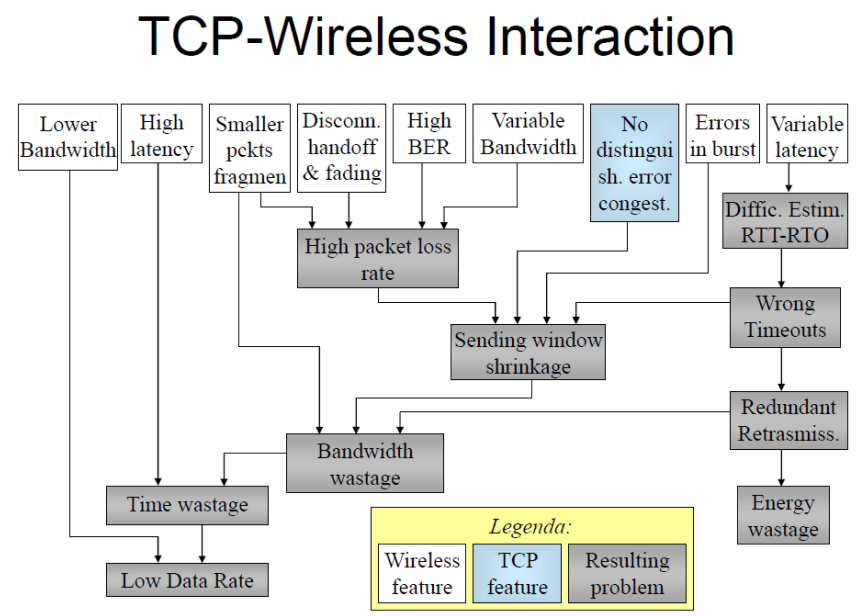 TCP-Wireless Interaction
Lower
Bandwidth
High
latency
Smaller
pckts
fragmen
Disconn.
handoff
& fading
High
BER
Variable
Bandwidth
No
distingui
sh. error
congest.
Errors
in burst
Variable
latency
Diffic. Estim.
RTT-RTO
High packet loss
rate
Wrong
Timeouts
Sending window
shrinkage
Redundant
Retrasmiss.
Bandwidth
wastage
Time wastage
Energy
wastage
Low Data Rate
Legenda:
Wireless
feature
TCP
feature
Resulting
problem